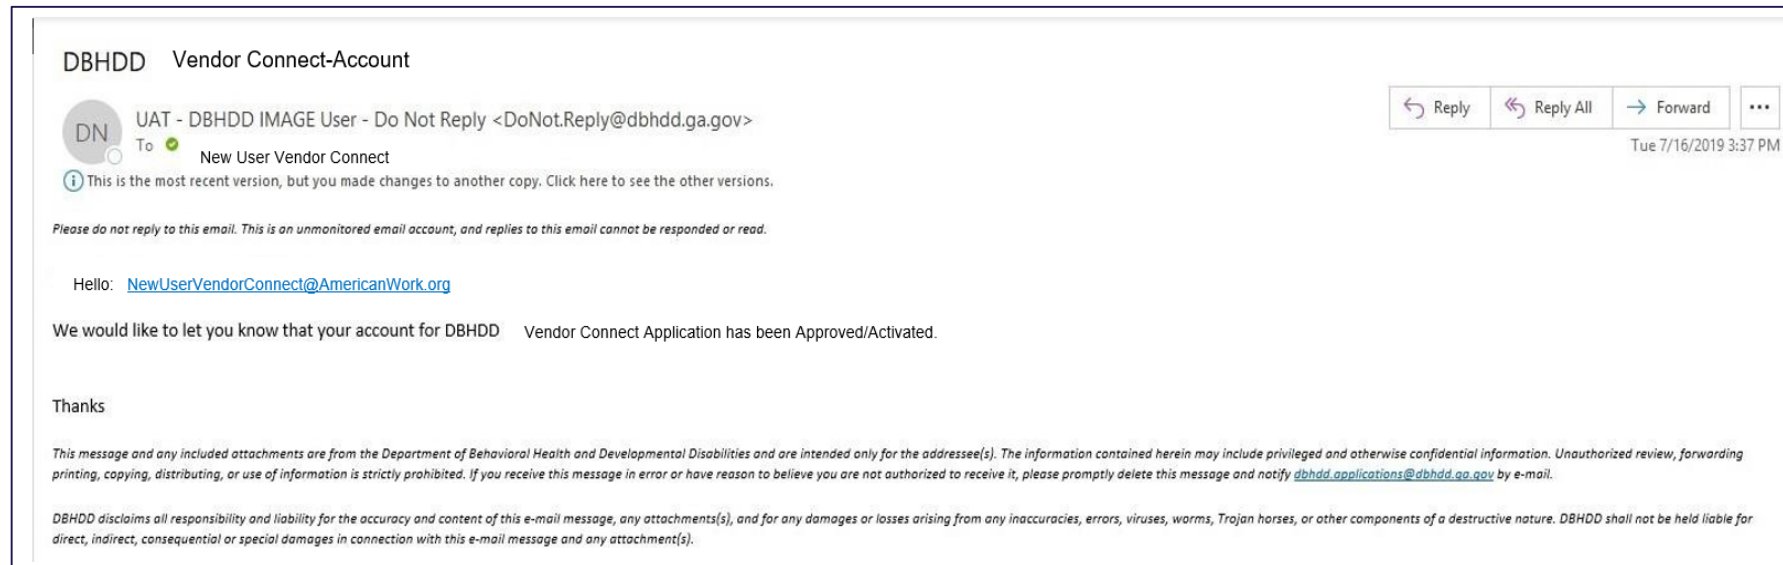 DBHDD Vendor Connect-Account
DN
UAT - DBHDD IMAGE User - Do Not Reply <DoNot.Reply@dbhdd.ga.gov>
Reply
Reply All
Forward
To
New User Vendor Connect
Tue 7/16/2019 3:37 PM
This is the most recent version, but you made changes to another copy. Click here to see the other versions.
Please do not reply to this email. This is an unmonitored email account, and replies to this email cannot be responded or read.
Hello: NewUserVendorConnect@AmericanWork.org
We would like to let you know that your account for DBHDD Vendor Connect Application has been Approved/Activated.
Thanks
This message and any included attachments are from the Department of Behavioral Health and Developmental Disabilities and are intended only for the addressee(s). The information contained herein may include privileged and otherwise confidential information. Unauthorized review, forwarding
printing, copying, distributing, or use of information is strictly prohibited. If you receive this message in error or have reason to believe you are not authorized to receive it, please promptly delete this message and notify dbhdd.applications@dbhdd.ga.gov by e-mail.
DBHDD disclaims all responsibility and liability for the accuracy and content of this e-mail message, any attachments(s), and for any damages or losses arising from any inaccuracies, errors, viruses, worms, Trojan horses, or other components of a destructive nature. DBHDD shall not be held liable for
direct, indirect, consequential or special damages in connection with this e-mail message and any attachment(s).